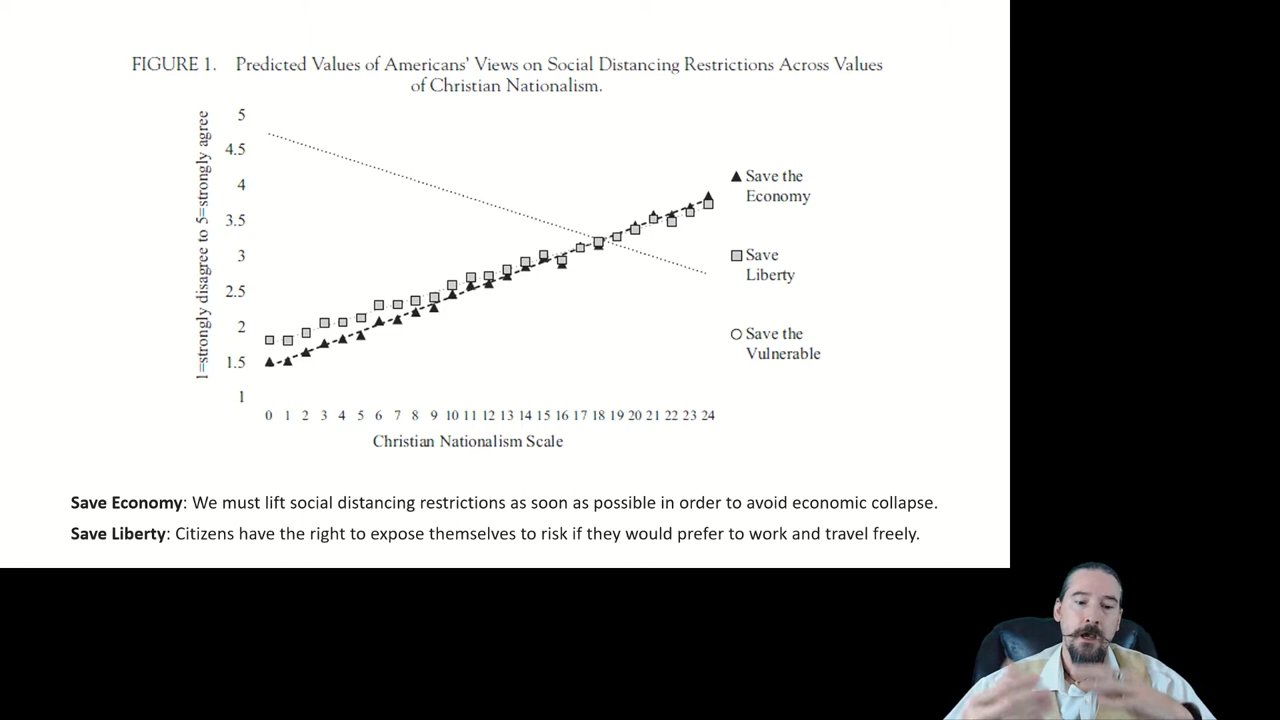 FIGURE 1. Predicted Values of Americans' Views on Social Distancing Restrictions Across Values
of Christian Nationalism.
1=strongly disagree to 5=strongly agree
5
4.5
4
3.5
3
2.5
2
1.5
1
0 1 2 3 4 5 6 7 8 9 10 11 12 13 14 15 16 17 18 19 20 21 22 23 24
Christian Nationalism Scale
Save the
Economy
Save
Liberty
Save the
Vulnerable
Save Economy: We must lift social distancing restrictions as soon as possible in order to avoid economic collapse.
Save Liberty: Citizens have the right to expose themselves to risk if they would prefer to work and travel freely.